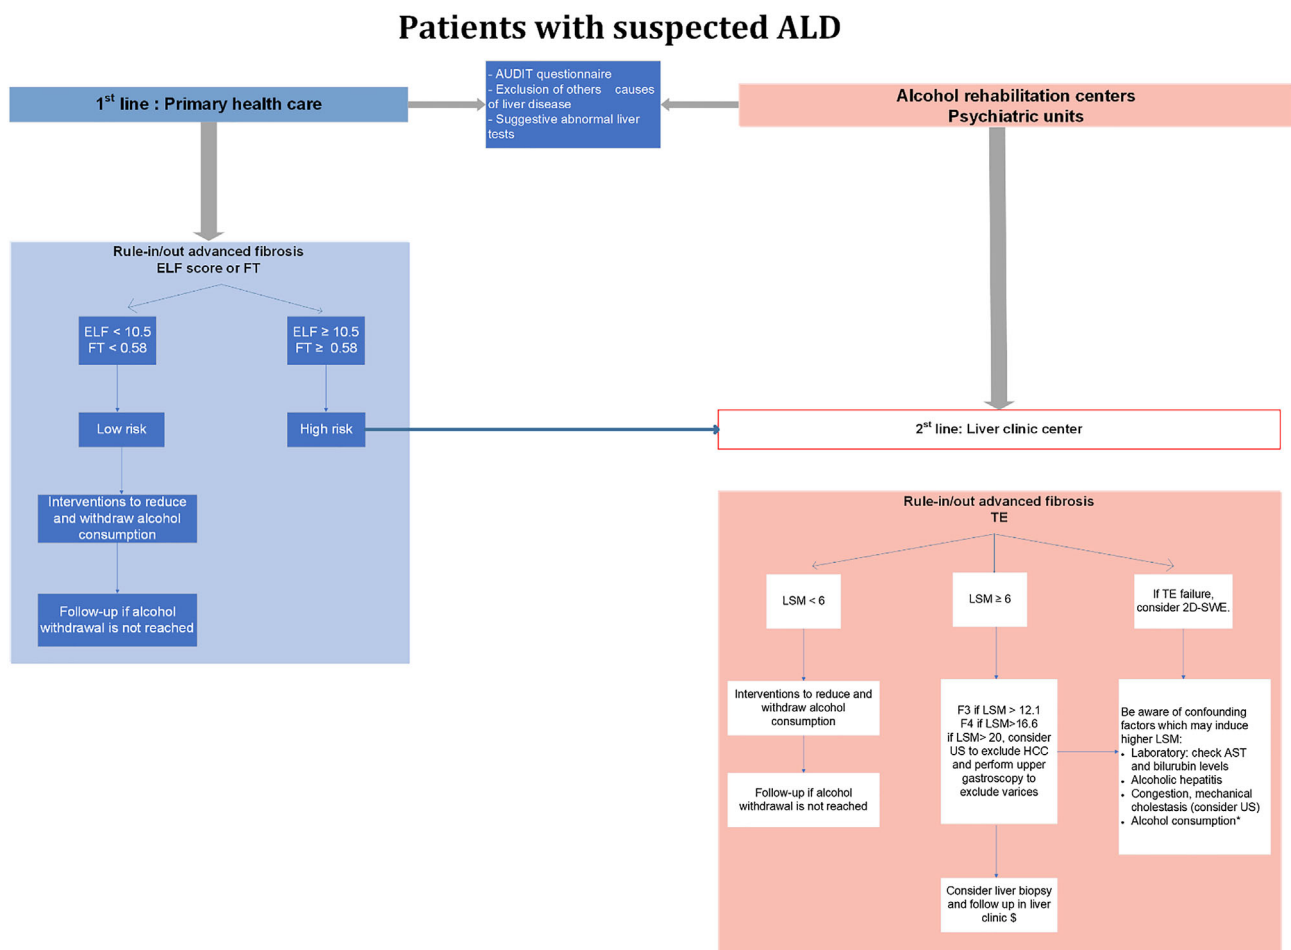 Patients with suspected ALD
1st line : Primary health care
- AUDIT questionnaire
- Exclusion of others causes
of liver disease
- Suggestive abnormal liver
tests
Alcohol rehabilitation centers
Psychiatric units
Rule-in/out advanced fibrosis
ELF score or FT
ELF < 10.5
FT < 0.58
ELF ≥ 10.5
FT ≥ 0.58
Low risk
High risk
Interventions to reduce
and withdraw alcohol
consumption
Follow-up if alcohol
withdrawal is not reached
2st line: Liver clinic center
Rule-in/out advanced fibrosis
TE
LSM < 6
LSM ≥ 6
If TE failure,
consider 2D-SWE.
Interventions to reduce and
withdraw alcohol
consumption
Follow-up if alcohol
withdrawal is not reached
F3 if LSM > 12.1
F4 if LSM>16.6
if LSM> 20, consider
US to exclude HCC
and perform upper
gastroscopy to
exclude varices
Consider liver biopsy
and follow up in liver
clinic $
Be aware of confounding
factors which may induce
higher LSM:
• Laboratory: check AST
and bilurubin levels
• Alcoholic hepatitis
• Congestion, mechanical
cholestasis (consider US)
• Alcohol consumption*